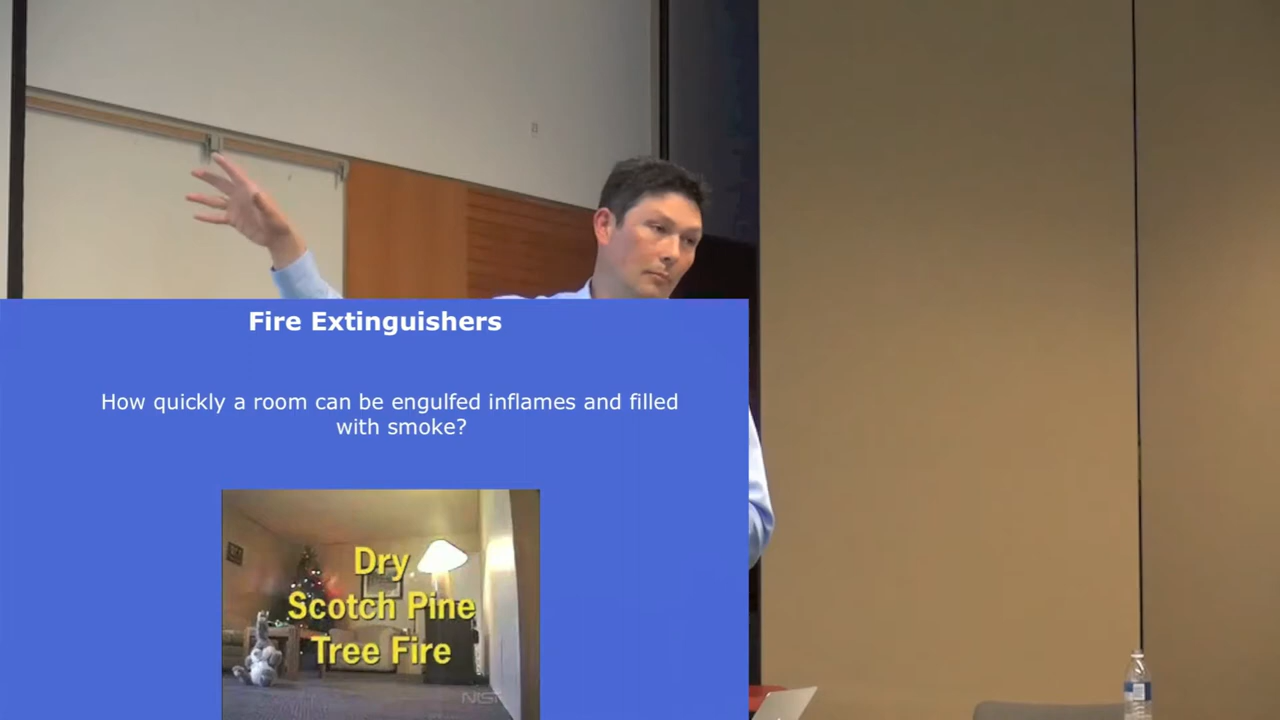 Fire Extinguishers
How quickly a room can be engulfed inflames and filled
with smoke?
Dry
Scotch Pine
Tree Fire
NIST